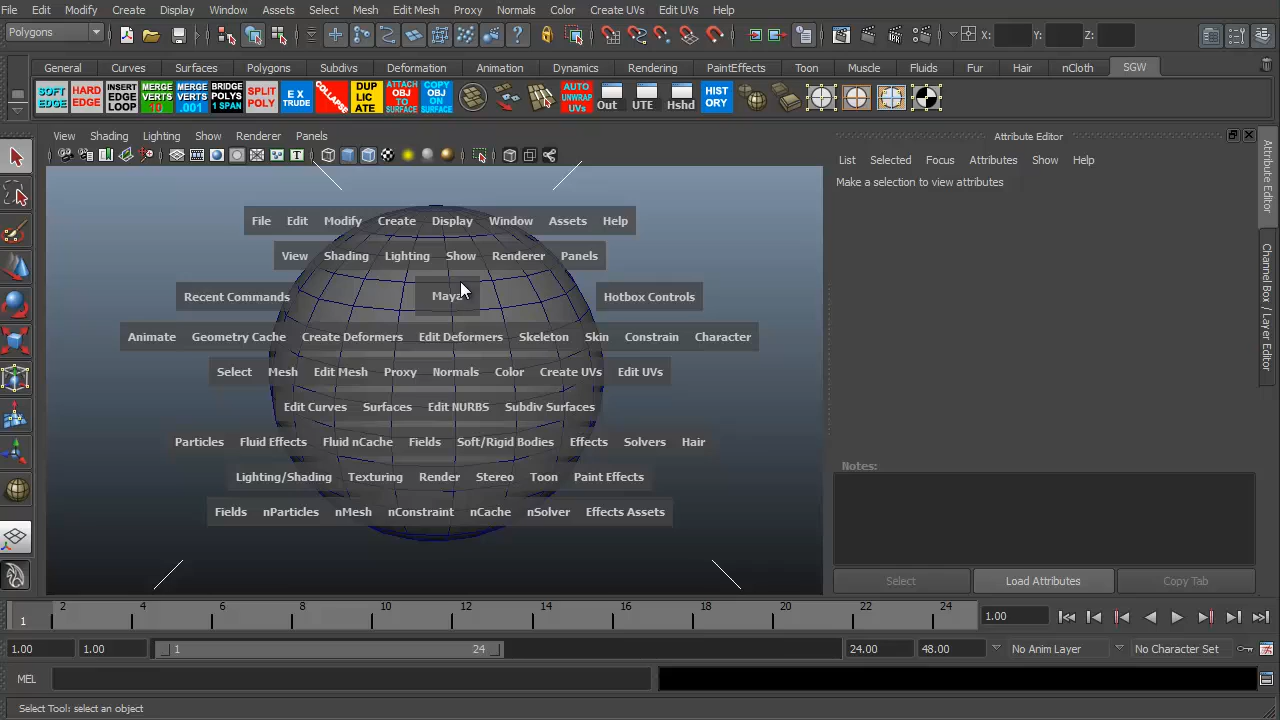 File Edit Modify Create Display Window Assets Select Mesh Edit Mesh Proxy Normals Color Create UVs Edit UVs Help
Polygons X: Y: Z:
General Curves Surfaces Polygons Subdivs Deformation Animation Dynamics Rendering PaintEffects Toon Muscle Fluids Fur Hair nCloth SGW
SOFT EDGE
HARD EDGE
INSERT EDGE LOOP
MERGE VERTS 10
MERGE VERTS .001
BRIDGE POLYS 1 SPAN
SPLIT POLY
EX TRUDE
COLLAPSE
DUP LIC ATE
ATTACH OBJ TO SURFACE
COPY OBJ ON SURFACE
AUTO UNWRAP UVs
Out UTE Hshd
HIST ORY
View Shading Lighting Show Renderer Panels
T
Attribute Editor
List Selected Focus Attributes Show Help
Make a selection to view attributes
Attribute Editor
Channel Box / Layer Editor
File Edit Modify Create Display Window Assets Help
View Shading Lighting Show Renderer Panels
Recent Commands Maya Hotbox Controls
Animate Geometry Cache Create Deformers Edit Deformers Skeleton Skin Constrain Character
Select Mesh Edit Mesh Proxy Normals Color Create UVs Edit UVs
Edit Curves Surfaces Edit NURBS Subdiv Surfaces
Particles Fluid Effects Fluid nCache Fields Soft/Rigid Bodies Effects Solvers Hair
Lighting/Shading Texturing Render Stereo Toon Paint Effects
Fields nParticles nMesh nConstraint nCache nSolver Effects Assets
Notes:
Select Load Attributes Copy Tab
1 2 4 6 8 10 12 14 16 18 20 22 24 1.00
1.00 1.00 1 24 24.00 48.00 No Anim Layer No Character Set
MEL
Select Tool: select an object